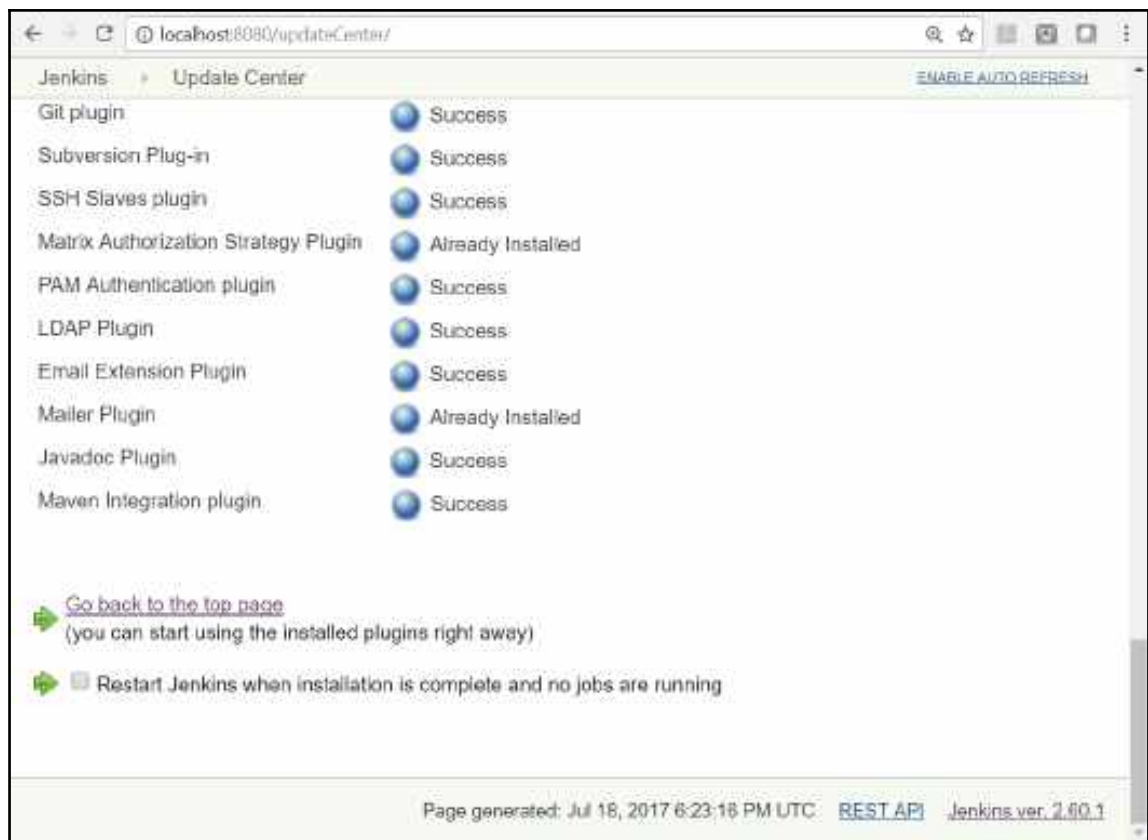 localhost:8080/updateCenter/
Jenkins Update Center ENABLE AUTO REFRESH
Git plugin Success
Subversion Plug-in Success
SSH Slaves plugin Success
Matrix Authorization Strategy Plugin Already Installed
PAM Authentication plugin Success
LDAP Plugin Success
Email Extension Plugin Success
Mailer Plugin Already Installed
Javadoc Plugin Success
Maven Integration plugin Success
Go back to the top page
(you can start using the installed plugins right away)
Restart Jenkins when installation is complete and no jobs are running
Page generated: Jul 18, 2017 6:23:16 PM UTC REST API Jenkins ver. 2.60.1